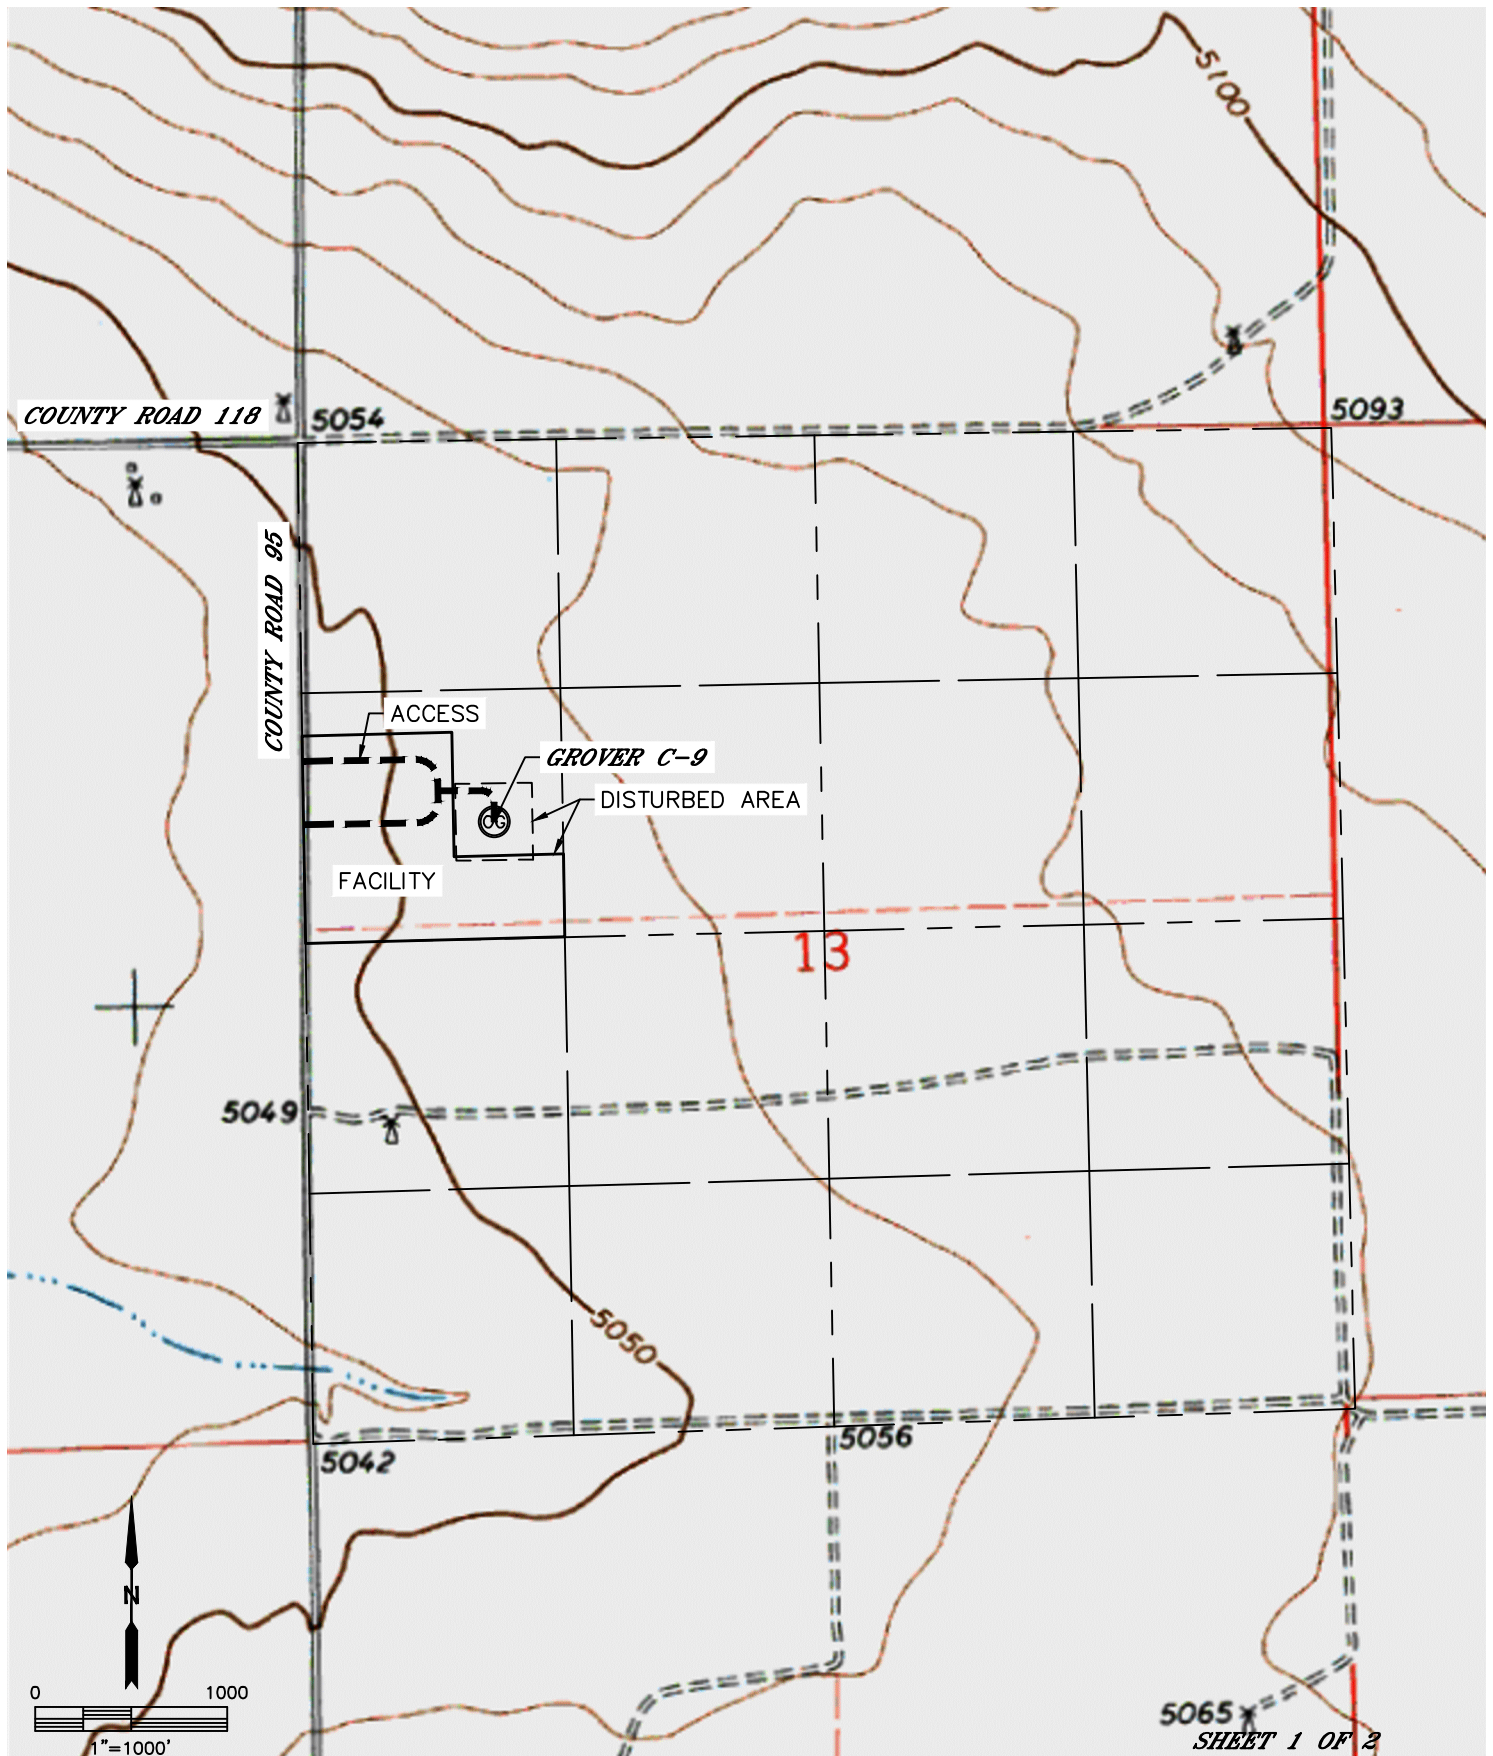 5100
COUNTY ROAD 118
5054
5093
COUNTY ROAD 95
ACCESS
GROVER C-9
DISTURBED AREA
OG
FACILITY
13
5049
5050
5056
5042
N
0 1000
1"=1000'
5065
SHEET 1 OF 2